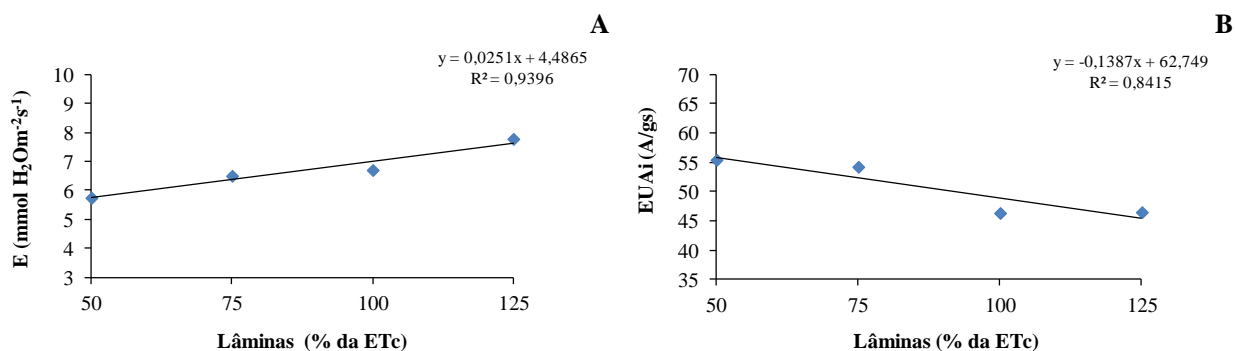 A
y = 0,0251x + 4,4865
R² = 0,9396
10
9
8
7
6
5
4
3
50
75
100
125
E (mmol H₂Om⁻²s⁻¹)
Lâminas (% da ETc)
B
y = -0,1387x + 62,749
R² = 0,8415
70
65
60
55
50
45
40
35
50
75
100
125
EUAi (A/gs)
Lâminas (% da ETc)